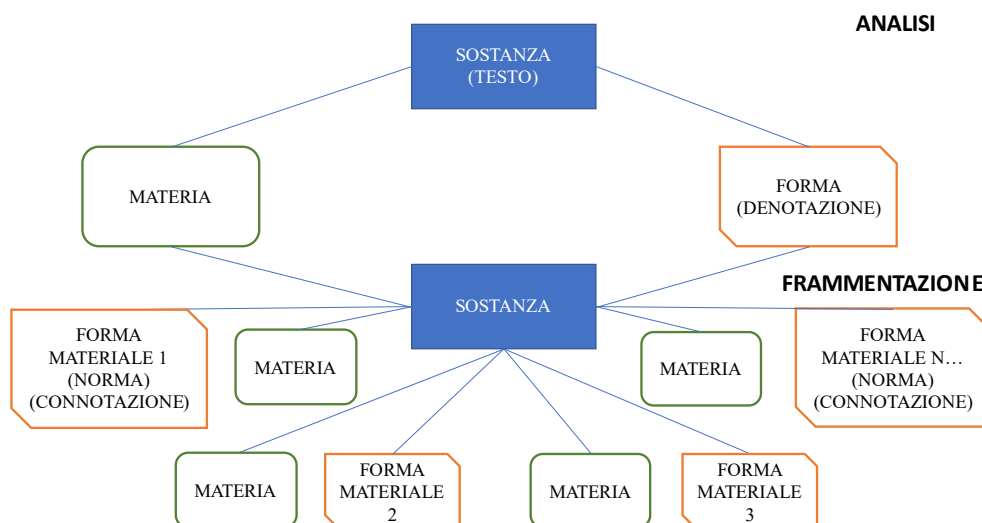 ANALISI
SOSTANZA
(TESTO)
MATERIA
FORMA
(DENOTAZIONE)
SOSTANZA
FRAMMENTAZIONE
FORMA
MATERIALE 1
(NORMA)
(CONNOTAZIONE)
MATERIA
MATERIA
FORMA
MATERIALE N…
(NORMA)
(CONNOTAZIONE)
MATERIA
FORMA
MATERIALE
2
MATERIA
FORMA
MATERIALE
3